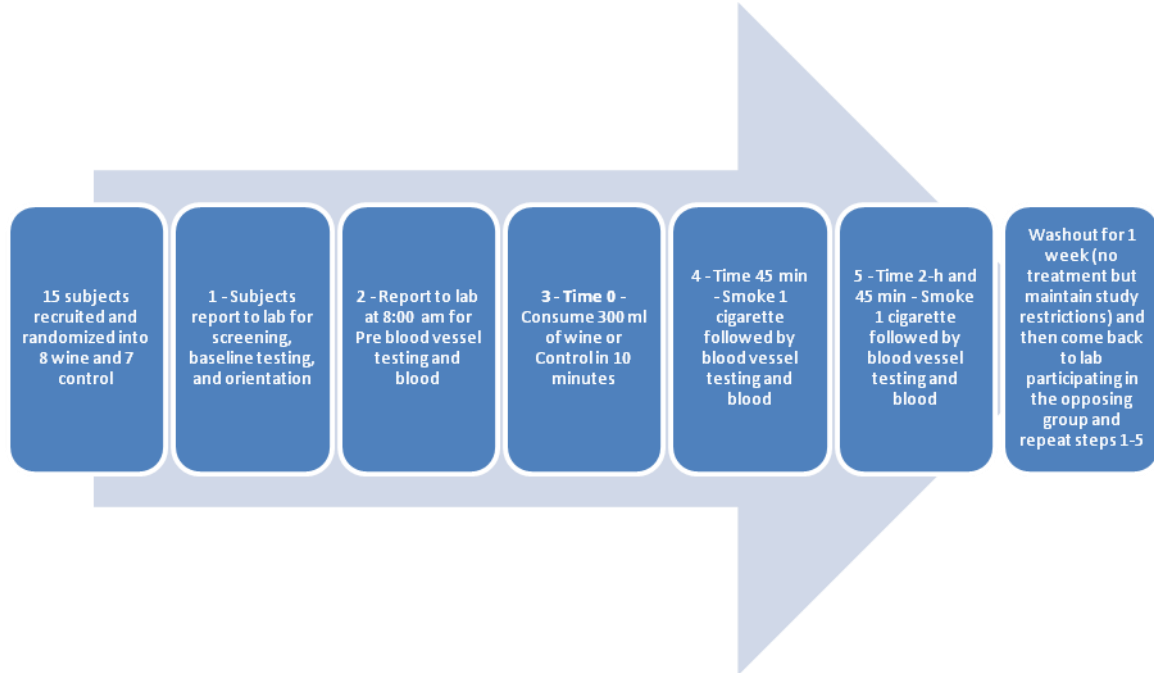 15 subjects
recruited and
randomized into
8 wine and 7
control
1 - Subjects
report to lab for
screening,
baseline testing,
and orientation
2 - Report to lab
at 8:00 am for
Pre blood vessel
testing and
blood
3 - Time 0 -
Consume 300 ml
of wine or
Control in 10
minutes
4 - Time 45 min
- Smoke 1
cigarette
followed by
blood vessel
testing and
blood
5 - Time 2-h and
45 min - Smoke
1 cigarette
followed by
blood vessel
testing and
blood
Washout for 1
week (no
treatment but
maintain study
restrictions) and
then come back
to lab
participating in
the opposing
group and
repeat steps 1-5